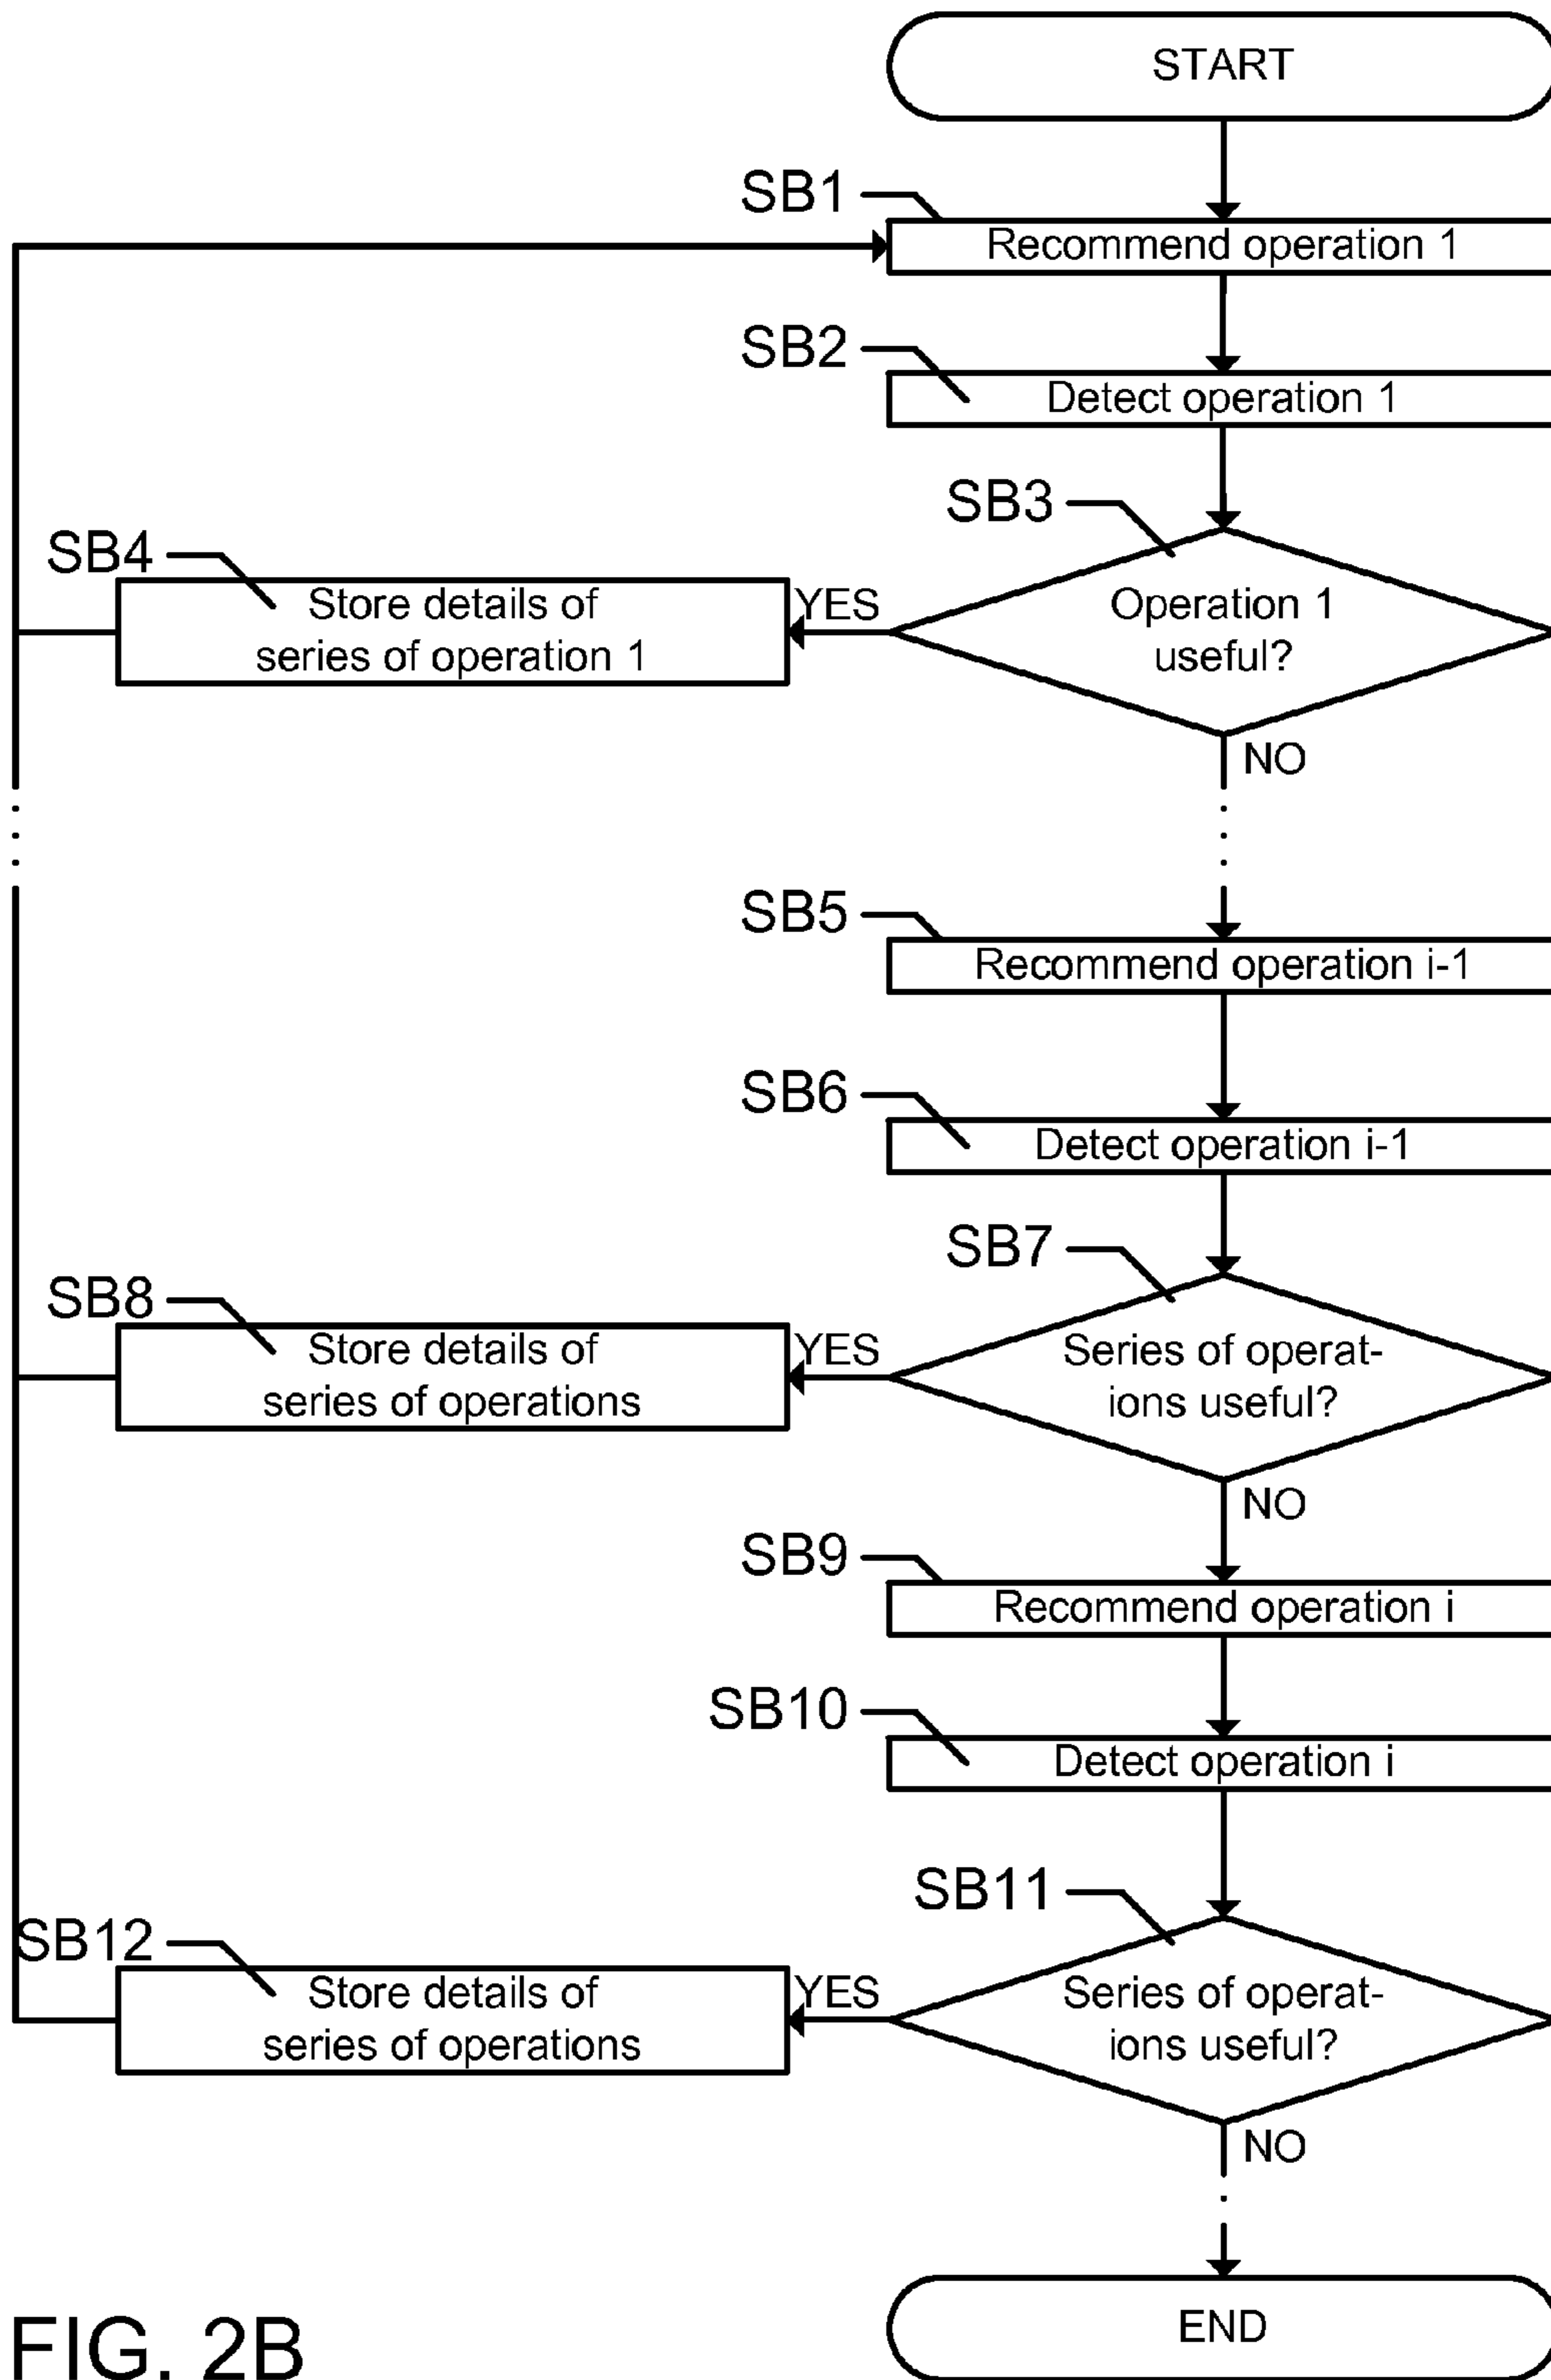 START
SB1
Recommend operation 1
SB2
Detect operation 1
SB3
Operation 1
useful?
YES
SB4
Store details of
series of operation 1
NO
SB5
Recommend operation i-1
SB6
Detect operation i-1
SB7
Series of operat-
ions useful?
YES
SB8
Store details of
series of operations
NO
SB9
Recommend operation i
SB10
Detect operation i
SB11
Series of operat-
ions useful?
YES
SB12
Store details of
series of operations
NO
END
FIG. 2B